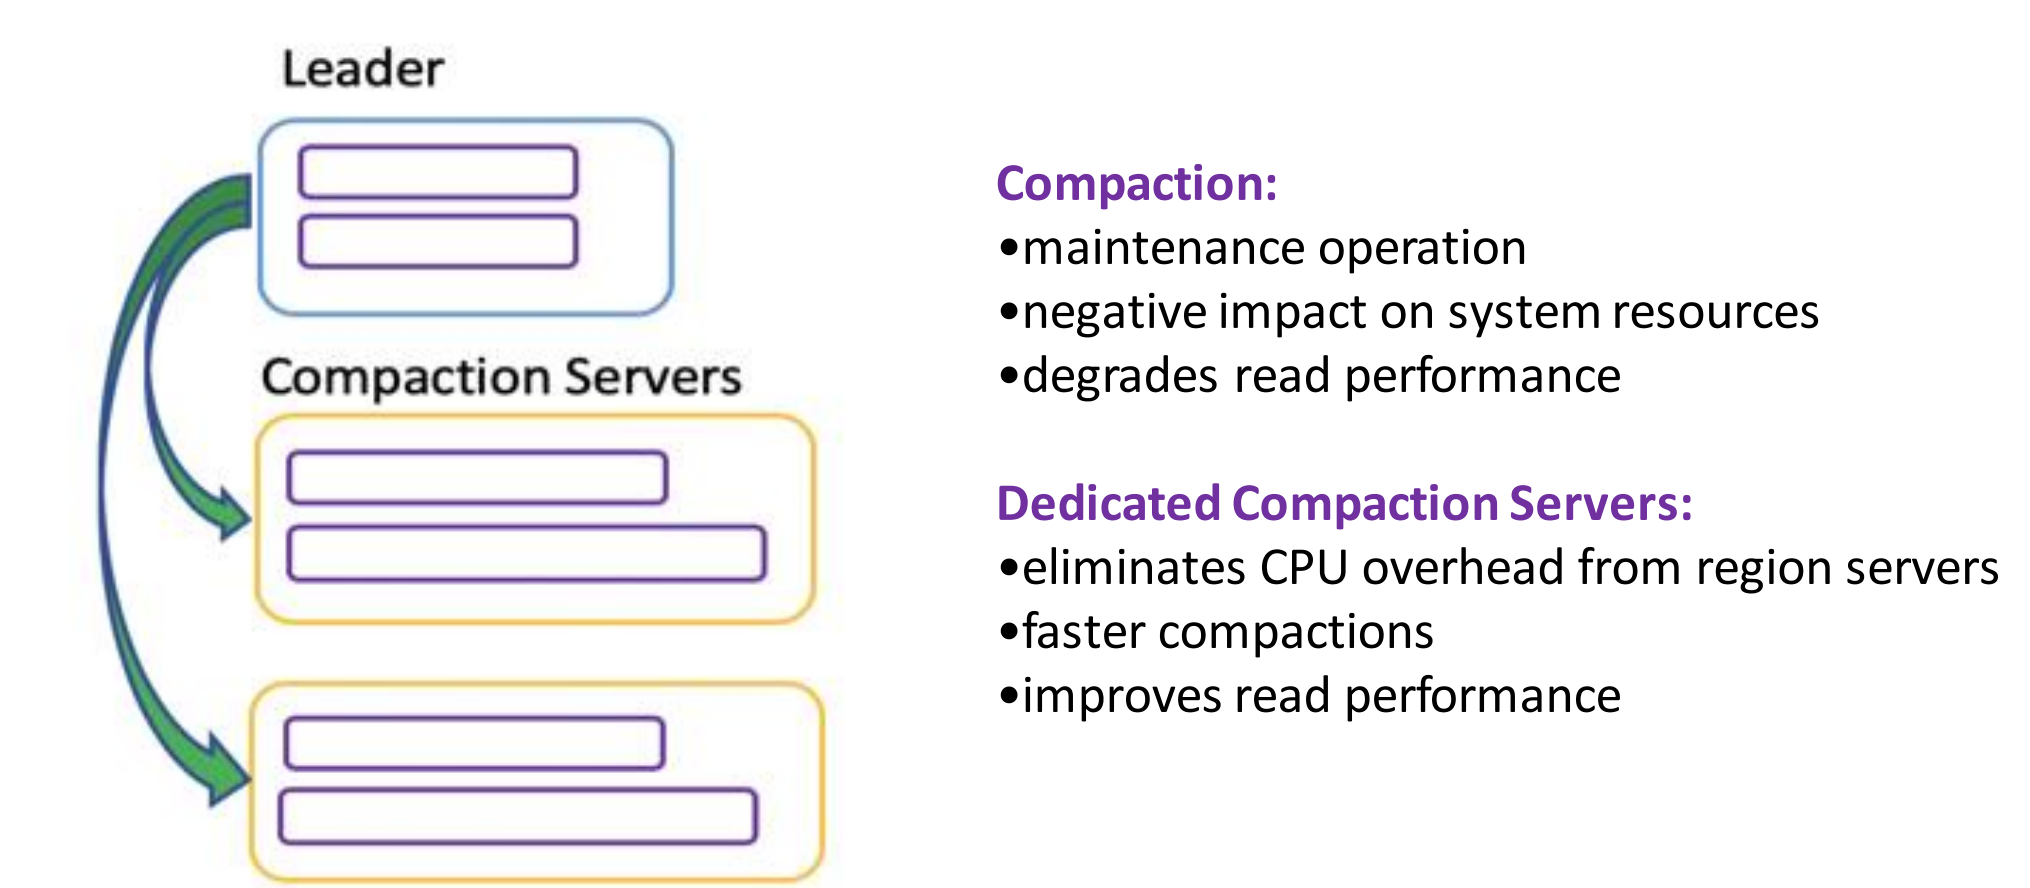 Leader
Compaction Servers
Compaction:
•maintenance operation
•negative impact on system resources
•degrades read performance
Dedicated Compaction Servers:
•eliminates CPU overhead from region servers
•faster compactions
•improves read performance